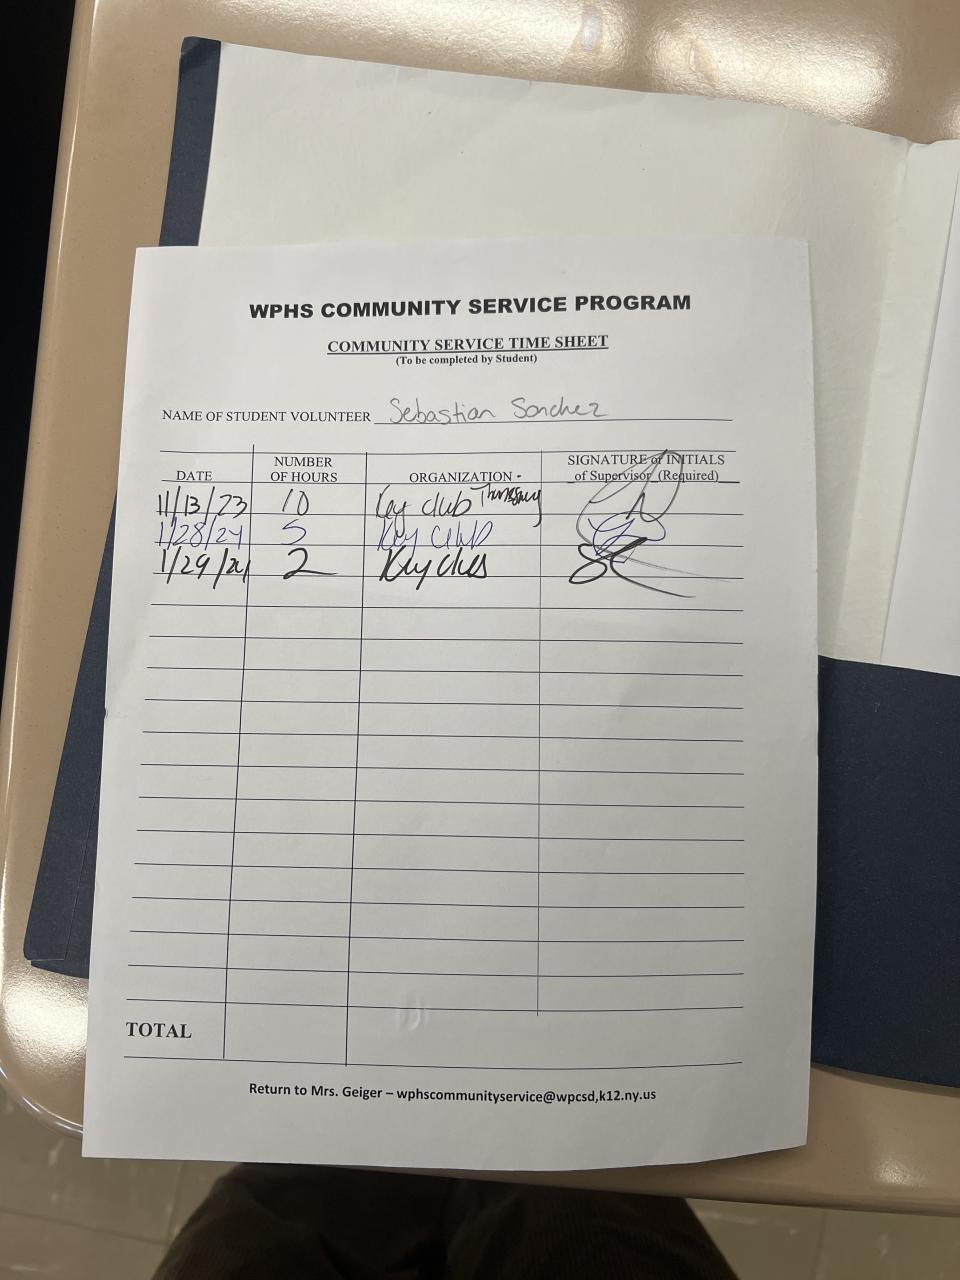 WPHS COMMUNITY SERVICE PROGRAM
COMMUNITY SERVICE TIME SHEET
(To be completed by Student)
NAME OF STUDENT VOLUNTEER Sebastian Sanchez
DATE NUMBER OF HOURS ORGANIZATION - SIGNATURE or INITIALS of Supervisor (Required)
11/13/23 10 Key club
1/28/24 5 Key Club
1/29/24 2 Key club
TOTAL
Return to Mrs. Geiger – wphscommunityservice@wpcsd,k12.ny.us